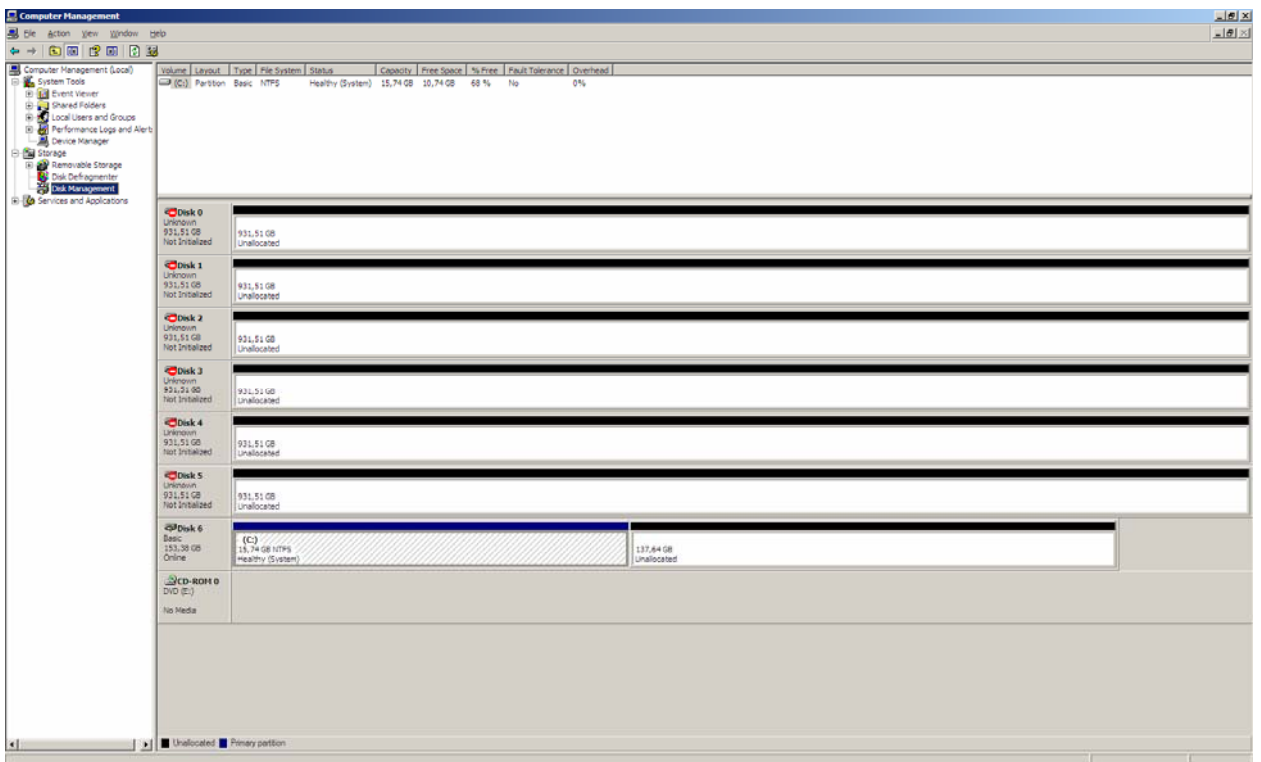 Computer Management
File Action View Window Help
Computer Management (Local)
System Tools
Event Viewer
Shared Folders
Local Users and Groups
Performance Logs and Alerts
Device Manager
Storage
Removable Storage
Disk Defragmenter
Disk Management
Services and Applications
Volume Layout Type File System Status Capacity Free Space % Free Fault Tolerance Overhead
(C:) Partition Basic NTFS Healthy (System) 15,74 GB 10,74 GB 68 % No 0%
Disk 0
Unknown
931,51 GB
Not Initialized
931,51 GB
Unallocated
Disk 1
Unknown
931,51 GB
Not Initialized
931,51 GB
Unallocated
Disk 2
Unknown
931,51 GB
Not Initialized
931,51 GB
Unallocated
Disk 3
Unknown
931,51 GB
Not Initialized
931,51 GB
Unallocated
Disk 4
Unknown
931,51 GB
Not Initialized
931,51 GB
Unallocated
Disk 5
Unknown
931,51 GB
Not Initialized
931,51 GB
Unallocated
Disk 6
Basic
153,38 GB
Online
(C:)
15,74 GB NTFS
Healthy (System)
137,64 GB
Unallocated
CD-ROM 0
DVD (E:)
No Media
Unallocated Primary partition